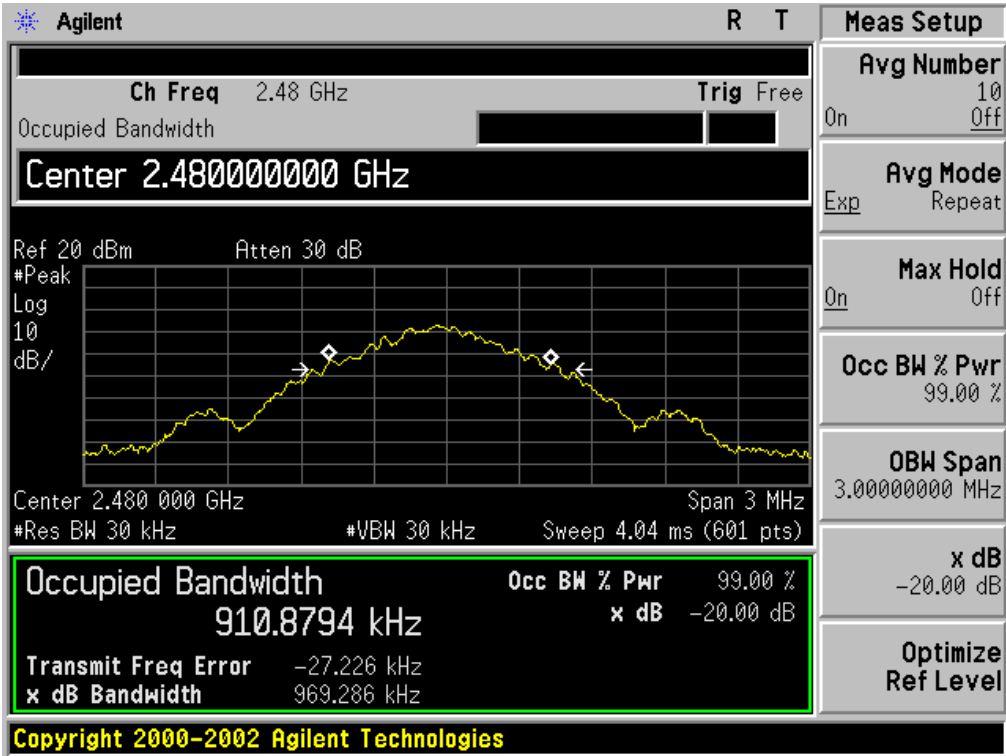 Agilent R T
Ch Freq 2.48 GHz Trig Free
Occupied Bandwidth
Center 2.480000000 GHz
Ref 20 dBm Atten 30 dB
#Peak
Log
10
dB/
Center 2.480 000 GHz Span 3 MHz
#Res BW 30 kHz #VBW 30 kHz Sweep 4.04 ms (601 pts)
Occupied Bandwidth
910.8794 kHz
Occ BW % Pwr 99.00 %
x dB -20.00 dB
Transmit Freq Error -27.226 kHz
x dB Bandwidth 969.286 kHz
Copyright 2000-2002 Agilent Technologies
Meas Setup
Avg Number
10
On Off
Avg Mode
Exp Repeat
Max Hold
On Off
Occ BW % Pwr
99.00 %
OBW Span
3.00000000 MHz
x dB
-20.00 dB
Optimize
Ref Level